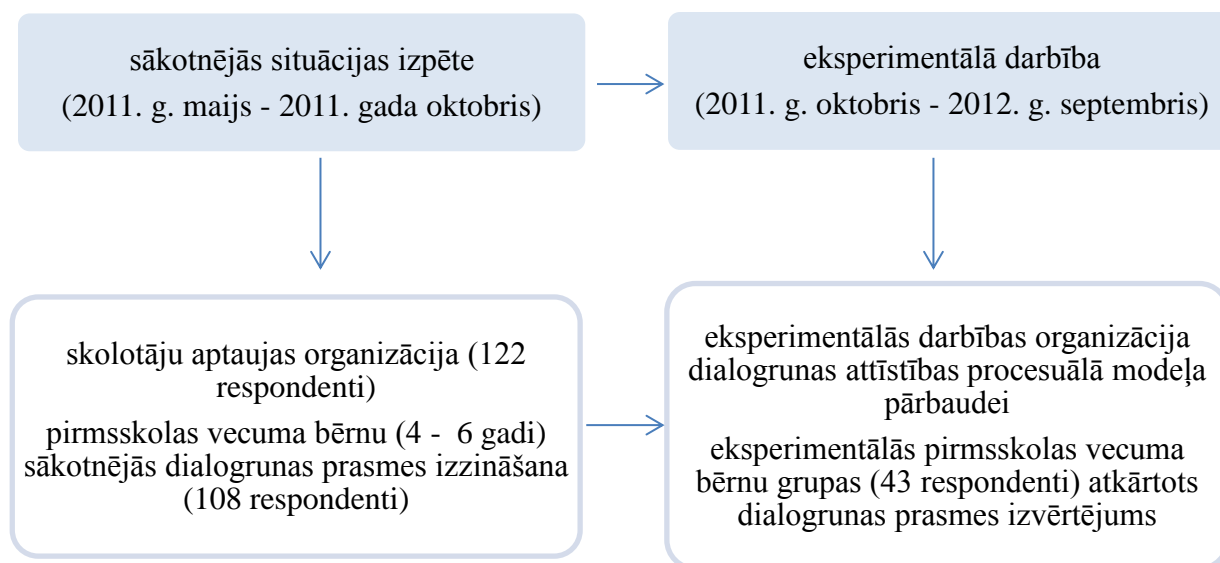 sākotnējās situācijas izpēte
(2011. g. maijs - 2011. gada oktobris)
eksperimentālā darbība
(2011. g. oktobris - 2012. g. septembris)
skolotāju aptaujas organizācija (122
respondenti)
pirmsskolas vecuma bērnu (4 - 6 gadi)
sākotnējās dialogrunas prasmes izzināšana
(108 respondenti)
eksperimentālās darbības organizācija
dialogrunas attīstības procesuālā modeļa
pārbaudei
eksperimentālās pirmsskolas vecuma
bērnu grupas (43 respondenti) atkārtots
dialogrunas prasmes izvērtējums